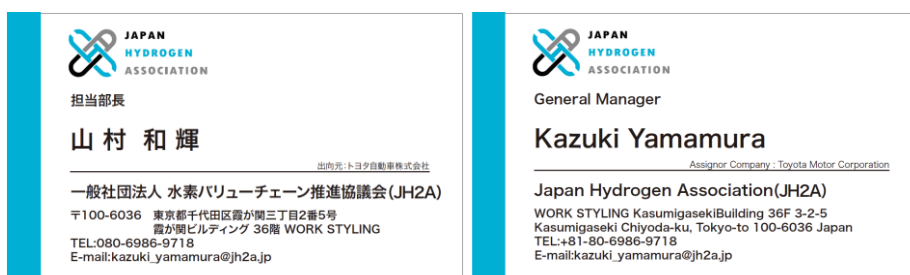 JAPAN
HYDROGEN
ASSOCIATION
担当部長
山村 和輝
出向元:トヨタ自動車株式会社
一般社団法人 水素バリューチェーン推進協議会(JH2A)
〒100-6036 東京都千代田区霞が関三丁目2番5号
霞が関ビルディング 36階 WORK STYLING
TEL:080-6986-9718
E-mail:kazuki_yamamura@jh2a.jp
JAPAN
HYDROGEN
ASSOCIATION
General Manager
Kazuki Yamamura
Assignor Company : Toyota Motor Corporation
Japan Hydrogen Association(JH2A)
WORK STYLING KasumigasekiBuilding 36F 3-2-5
Kasumigaseki Chiyoda-ku, Tokyo-to 100-6036 Japan
TEL:+81-80-6986-9718
E-mail:kazuki_yamamura@jh2a.jp